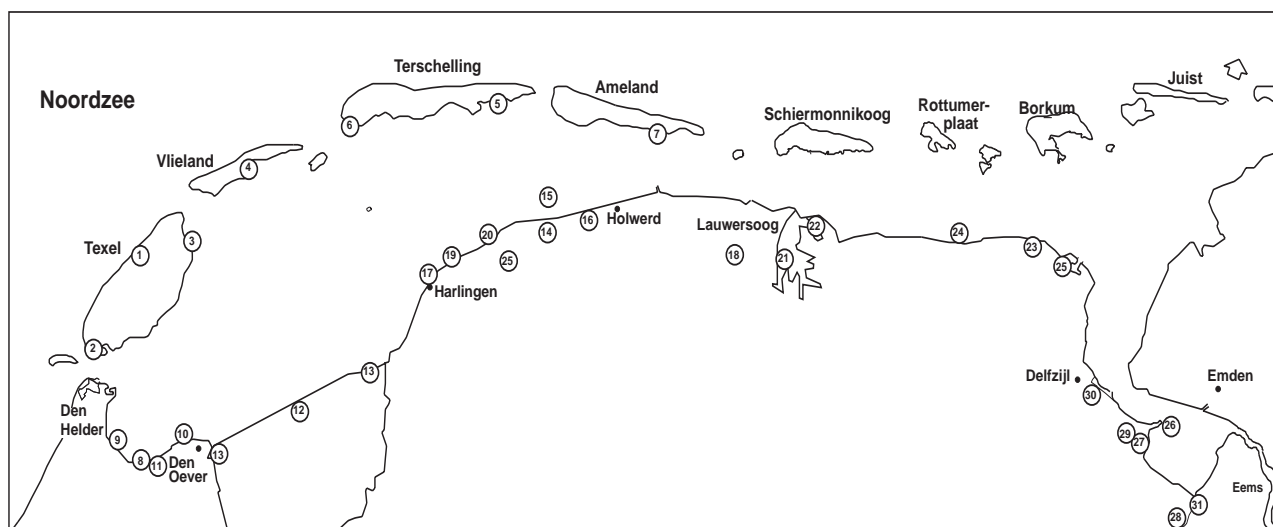 Terschelling
Juist
Ameland
Noordzee
5
Schiermonnikoog
Rottumer-
plaat
Borkum
6
7
Vlieland
4
15
16
Holwerd
14
20
Lauwersoog
22
24
23
Texel
3
1
19
25
18
21
25
17
Harlingen
2
13
Delfzijl
Emden
30
12
Den
Helder
9
10
8
11
Den
Oever
13
29
27
26
Eems
31
28